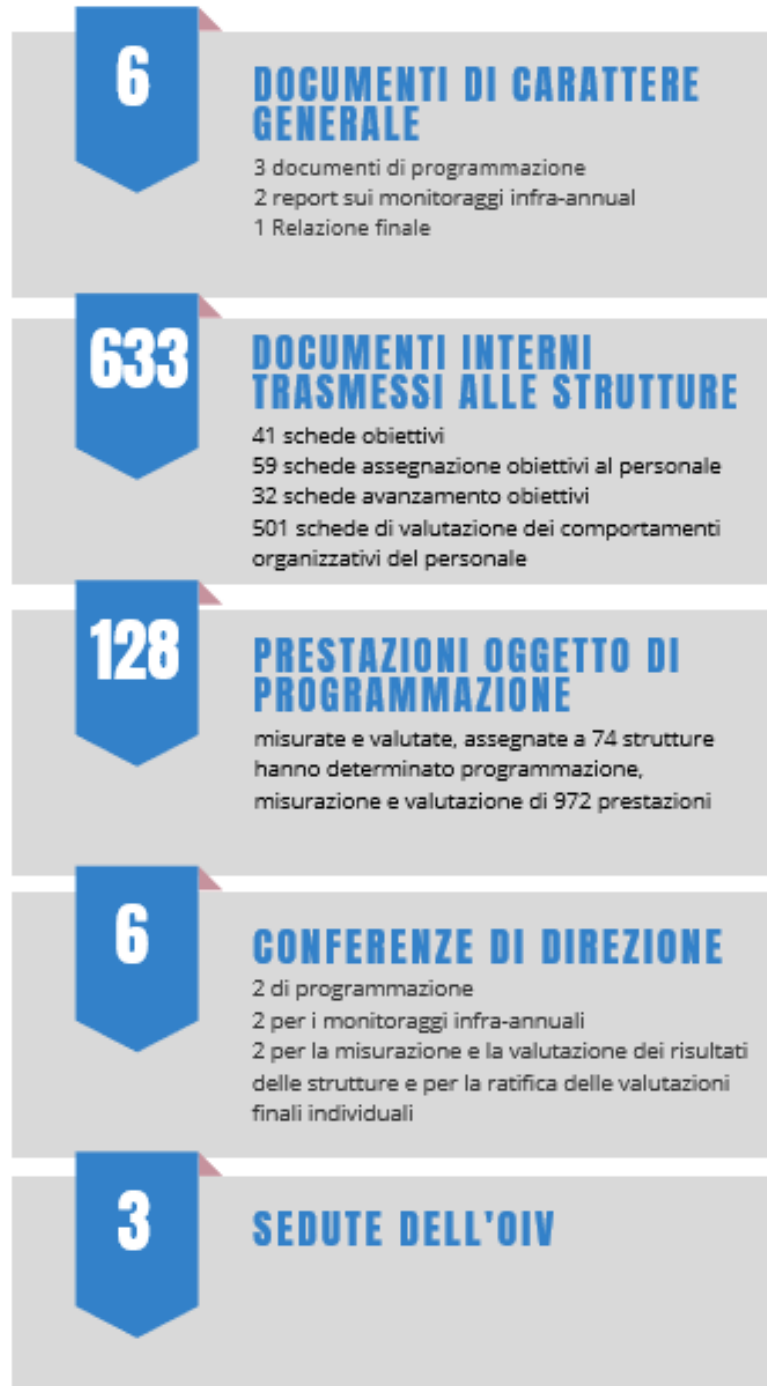 6
DOCUMENTI DI CARATTERE
GENERALE
3 documenti di programmazione
2 report sui monitoraggi infra-annual
1 Relazione finale
633
DOCUMENTI INTERNI
TRASMESSI ALLE STRUTTURE
41 schede obiettivi
59 schede assegnazione obiettivi al personale
32 schede avanzamento obiettivi
501 schede di valutazione dei comportamenti
organizzativi del personale
128
PRESTAZIONI OGGETTO DI
PROGRAMMAZIONE
misurate e valutate, assegnate a 74 strutture
hanno determinato programmazione,
misurazione e valutazione di 972 prestazioni
6
CONFERENZE DI DIREZIONE
2 di programmazione
2 per i monitoraggi infra-annuali
2 per la misurazione e la valutazione dei risultati
delle strutture e per la ratifica delle valutazioni
finali individuali
3
SEDUTE DELL'OIV